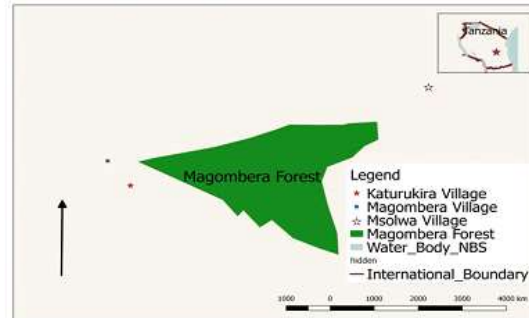 Tanzania
Magombera Forest
Legend
Katurukira Village
Magombera Village
Msolwa Village
Magombera Forest
Water_Body_NBS
hidden
International_Boundary
1000 0 1000 2000 3000 4000 km